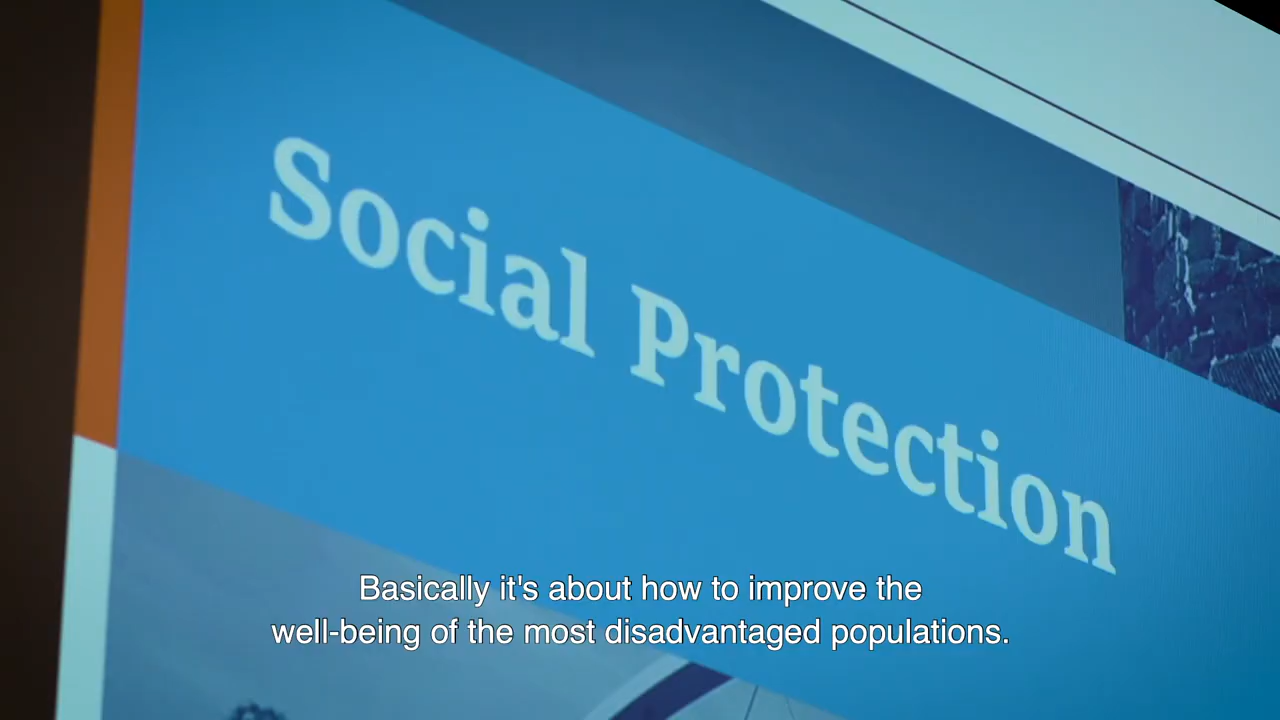 Social Protection
Basically it's about how to improve the
well-being of the most disadvantaged populations.